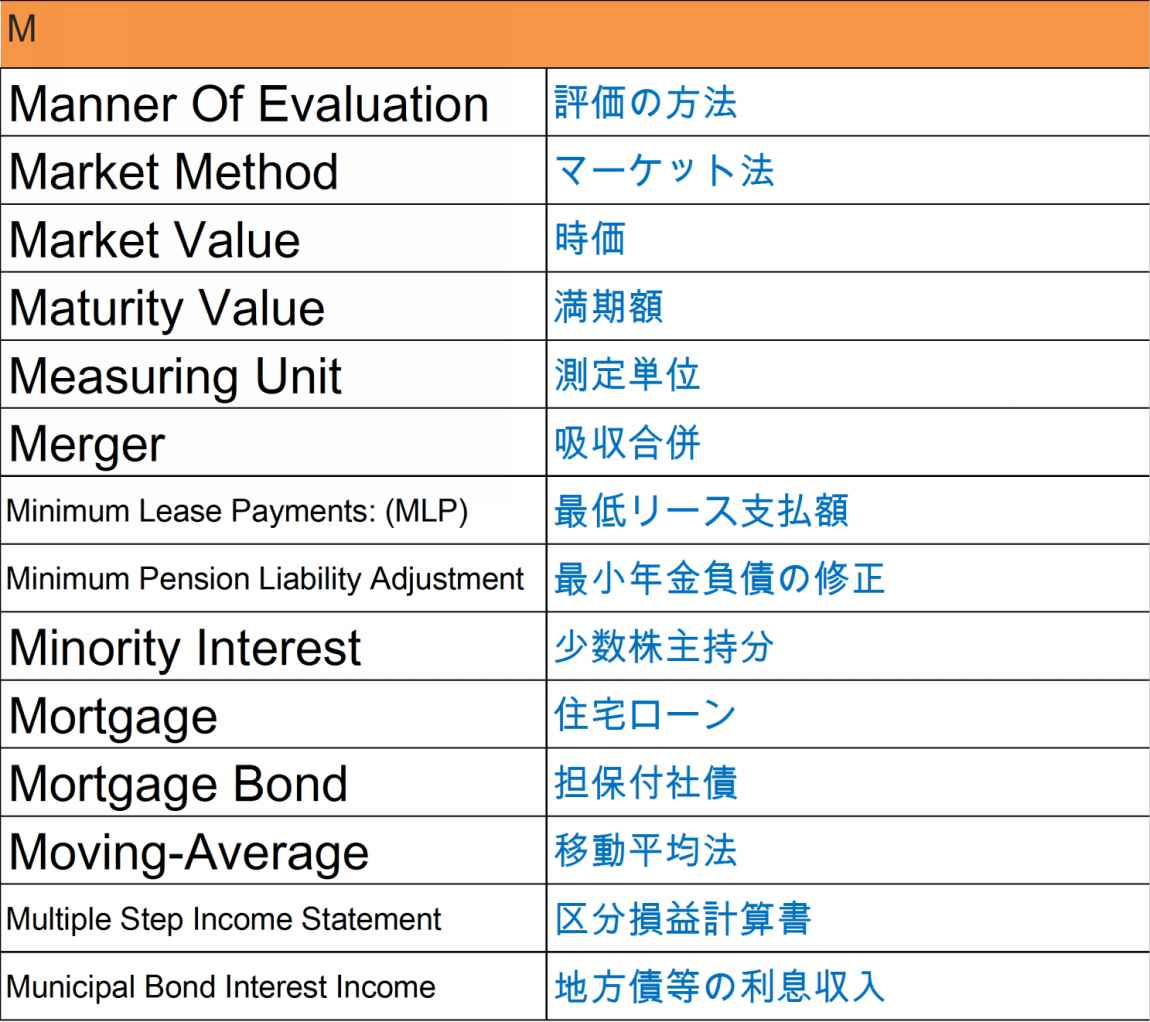 M
Manner Of Evaluation 評価の方法
Market Method マーケット法
Market Value 時価
Maturity Value 満期額
Measuring Unit 測定単位
Merger 吸収合併
Minimum Lease Payments: (MLP) 最低リース支払額
Minimum Pension Liability Adjustment 最小年金負債の修正
Minority Interest 少数株主持分
Mortgage 住宅ローン
Mortgage Bond 担保付社債
Moving-Average 移動平均法
Multiple Step Income Statement 区分損益計算書
Municipal Bond Interest Income 地方債等の利息収入